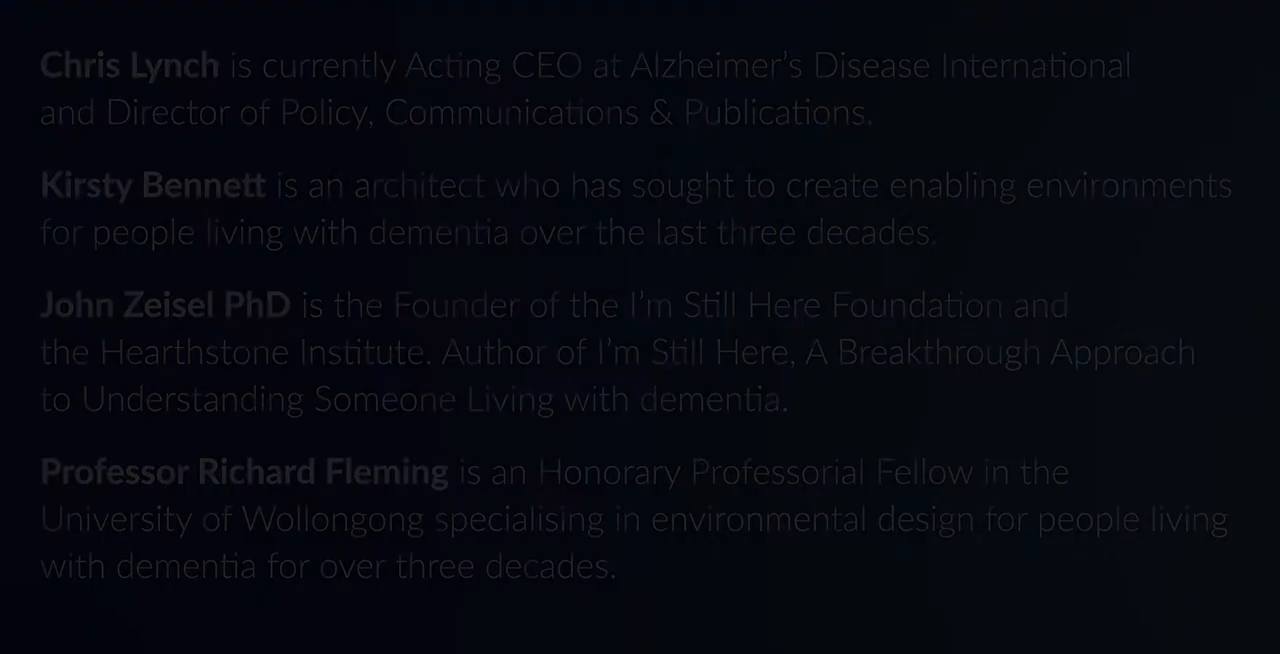 Chris Lynch is currently Acting CEO at Alzheimer's Disease International
and Director of Policy, Communications & Publications.
Kirsty Bennett is an architect who has sought to create enabling environments
for people living with dementia over the last three decades.
John Zeisel PhD is the Founder of the I'm Still Here Foundation and
the Hearthstone Institute. Author of I'm Still Here, A Breakthrough Approach
to Understanding Someone Living with dementia.
Professor Richard Fleming is an Honorary Professorial Fellow in the
University of Wollongong specialising in environmental design for people living
with dementia for over three decades.